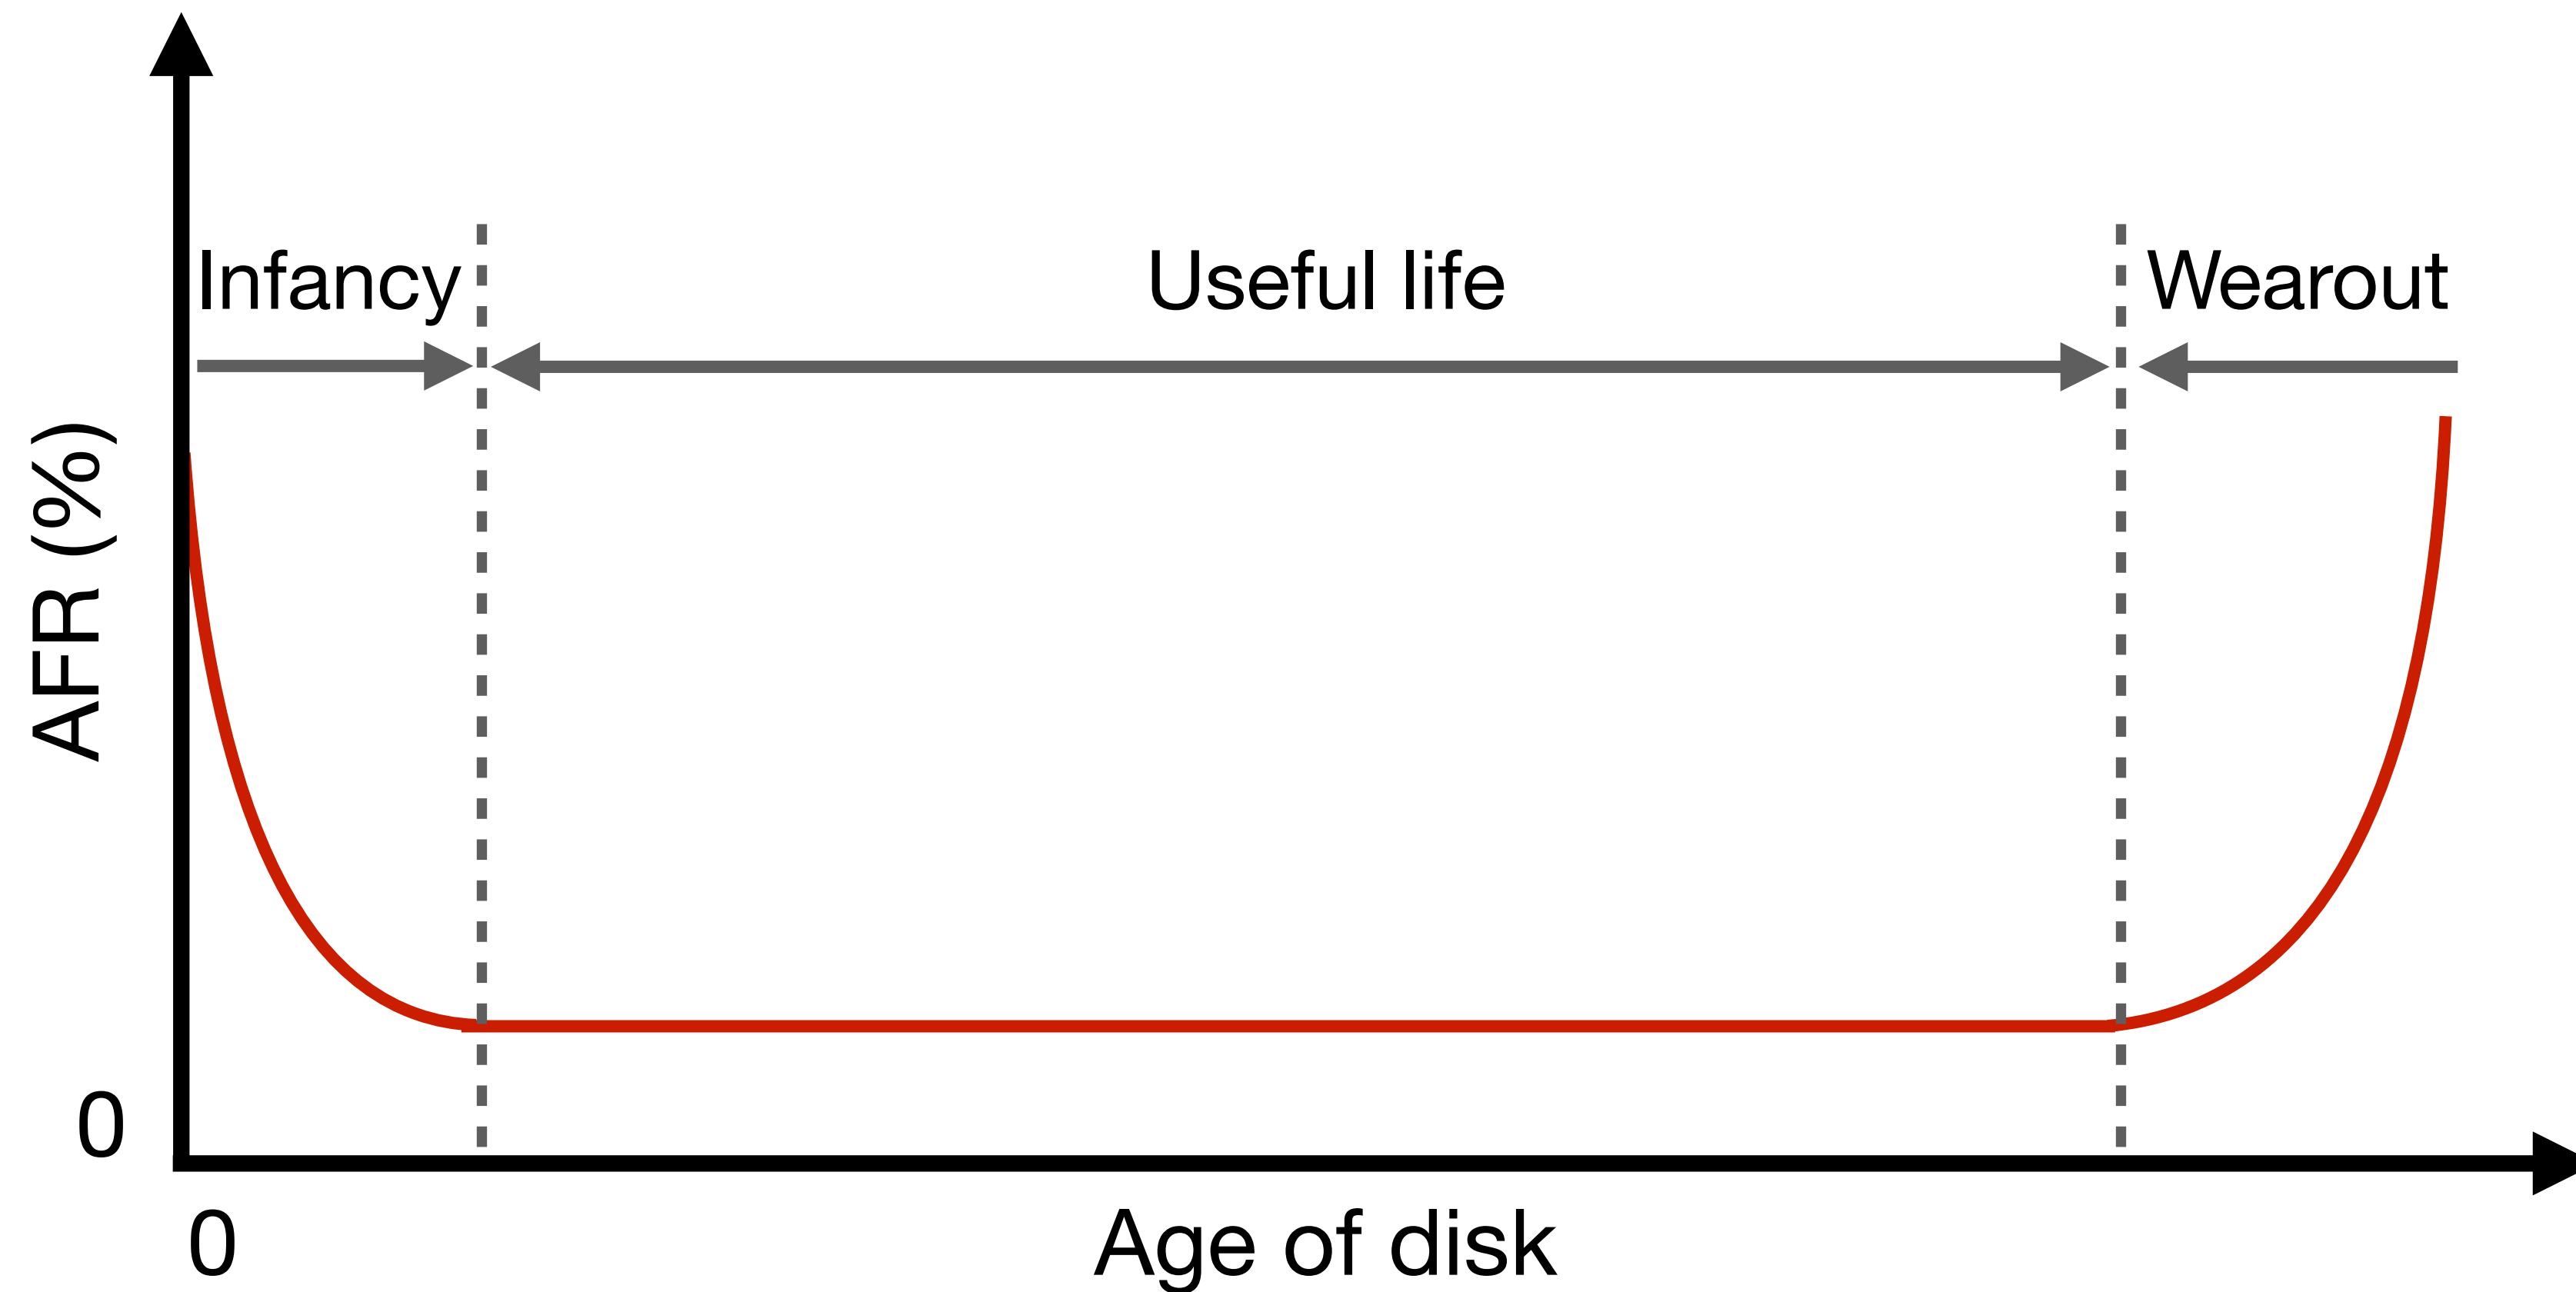 Infancy
Useful life
Wearout
AFR (%)
0
0
Age of disk